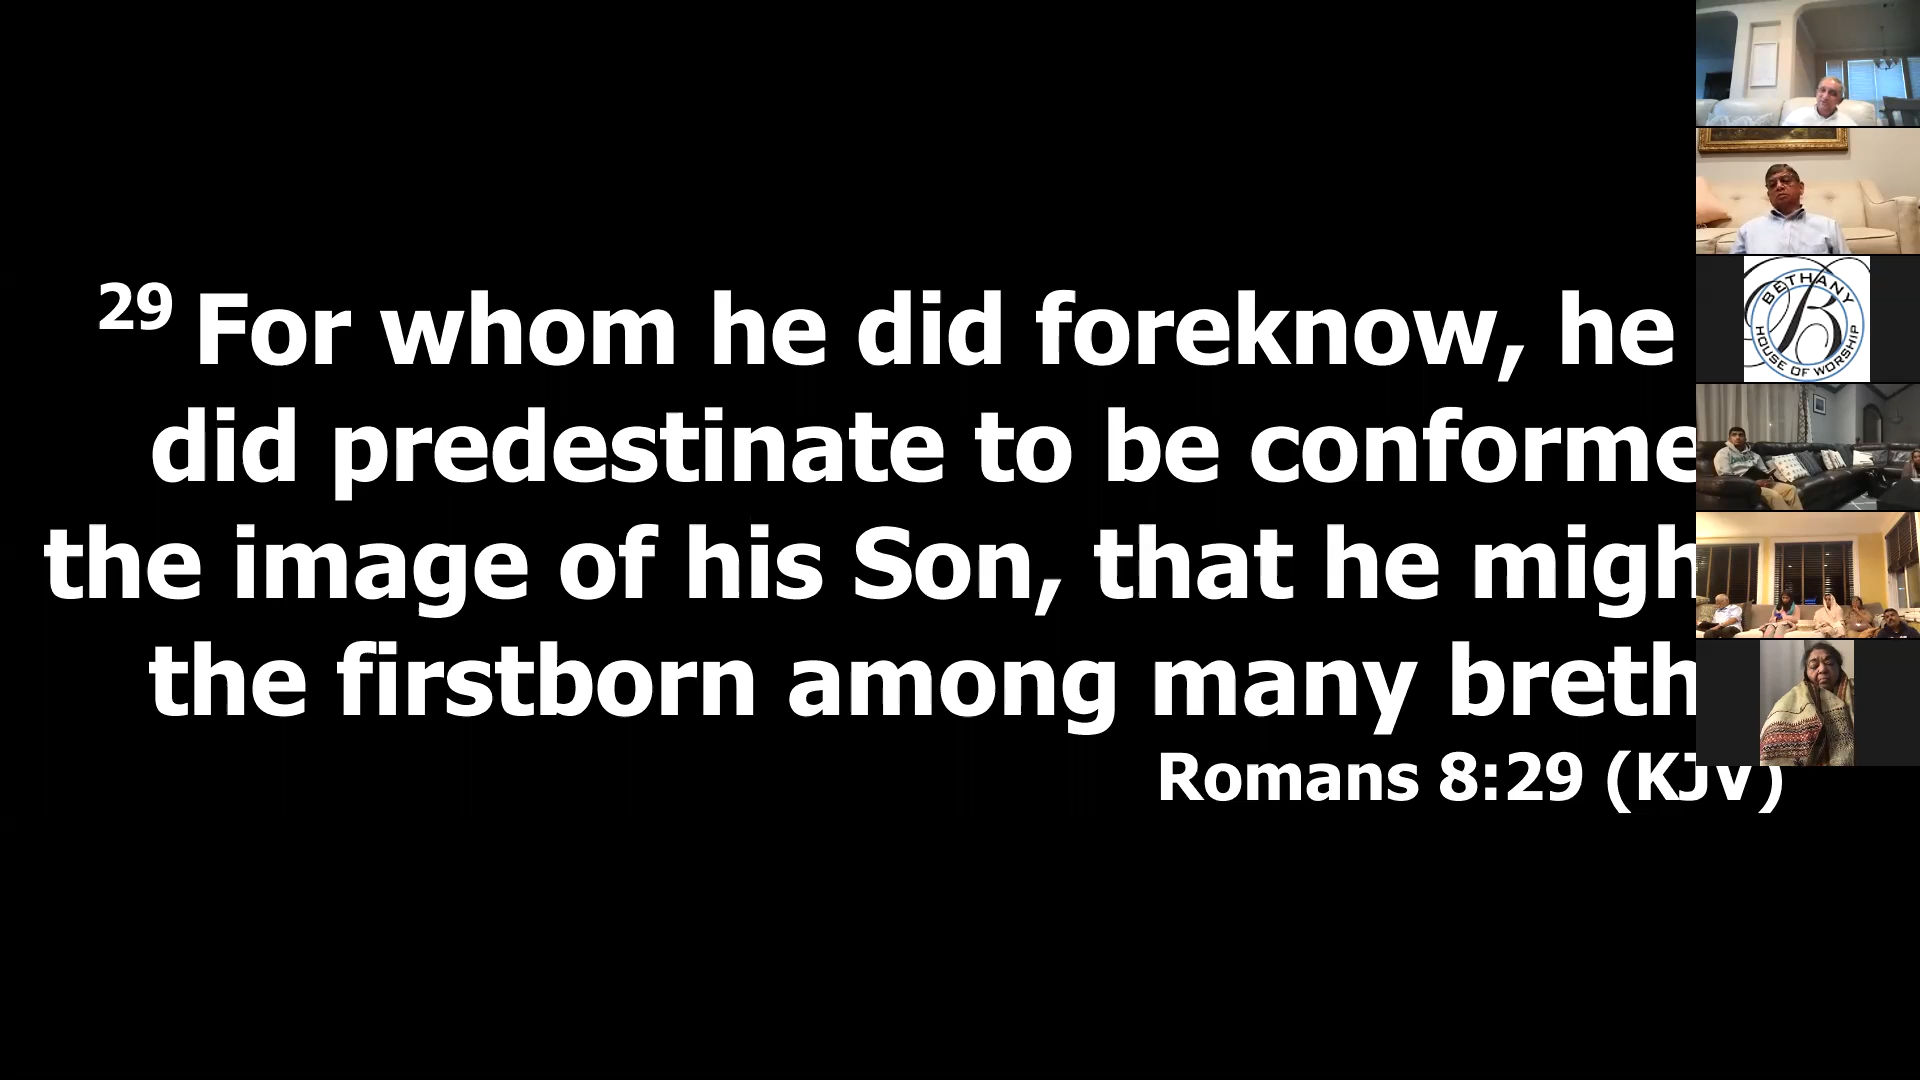 29 For whom he did foreknow, he
did predestinate to be conforme
the image of his Son, that he migh
the firstborn among many breth
Romans 8:29 (KJV)
BETHANY
B
HOUSE OF WORSHIP